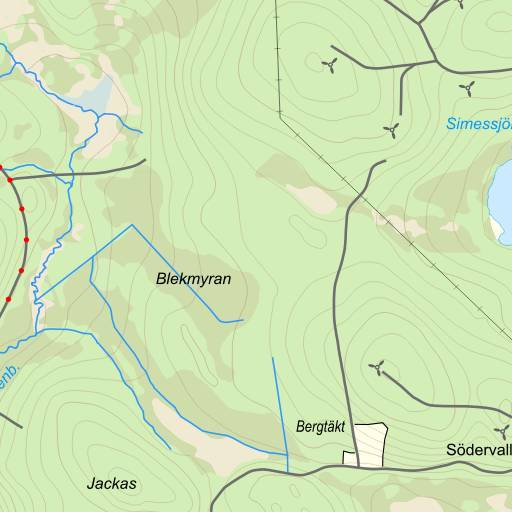 Simessjö
Blekmyran
enb.
Bergtäkt
Södervall
Jackas